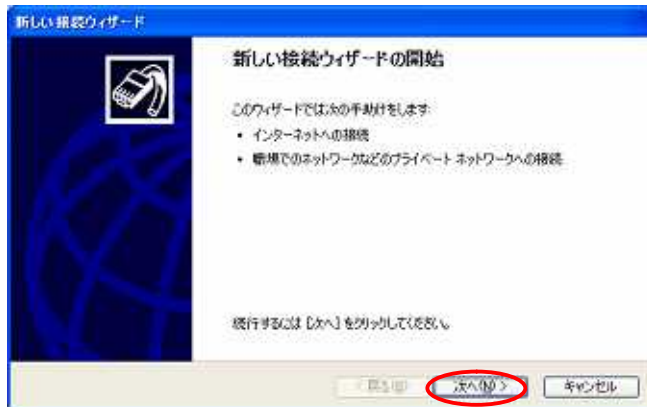 新しい接続ウィザード
新しい接続ウィザードの開始
このウィザードでは次の手助けをします:
• インターネットへの接続
• 職場でのネットワークなどのプライベート ネットワークへの接続
続行するには [次へ] をクリックしてください。
< 戻る(B)
次へ(N) >
キャンセル